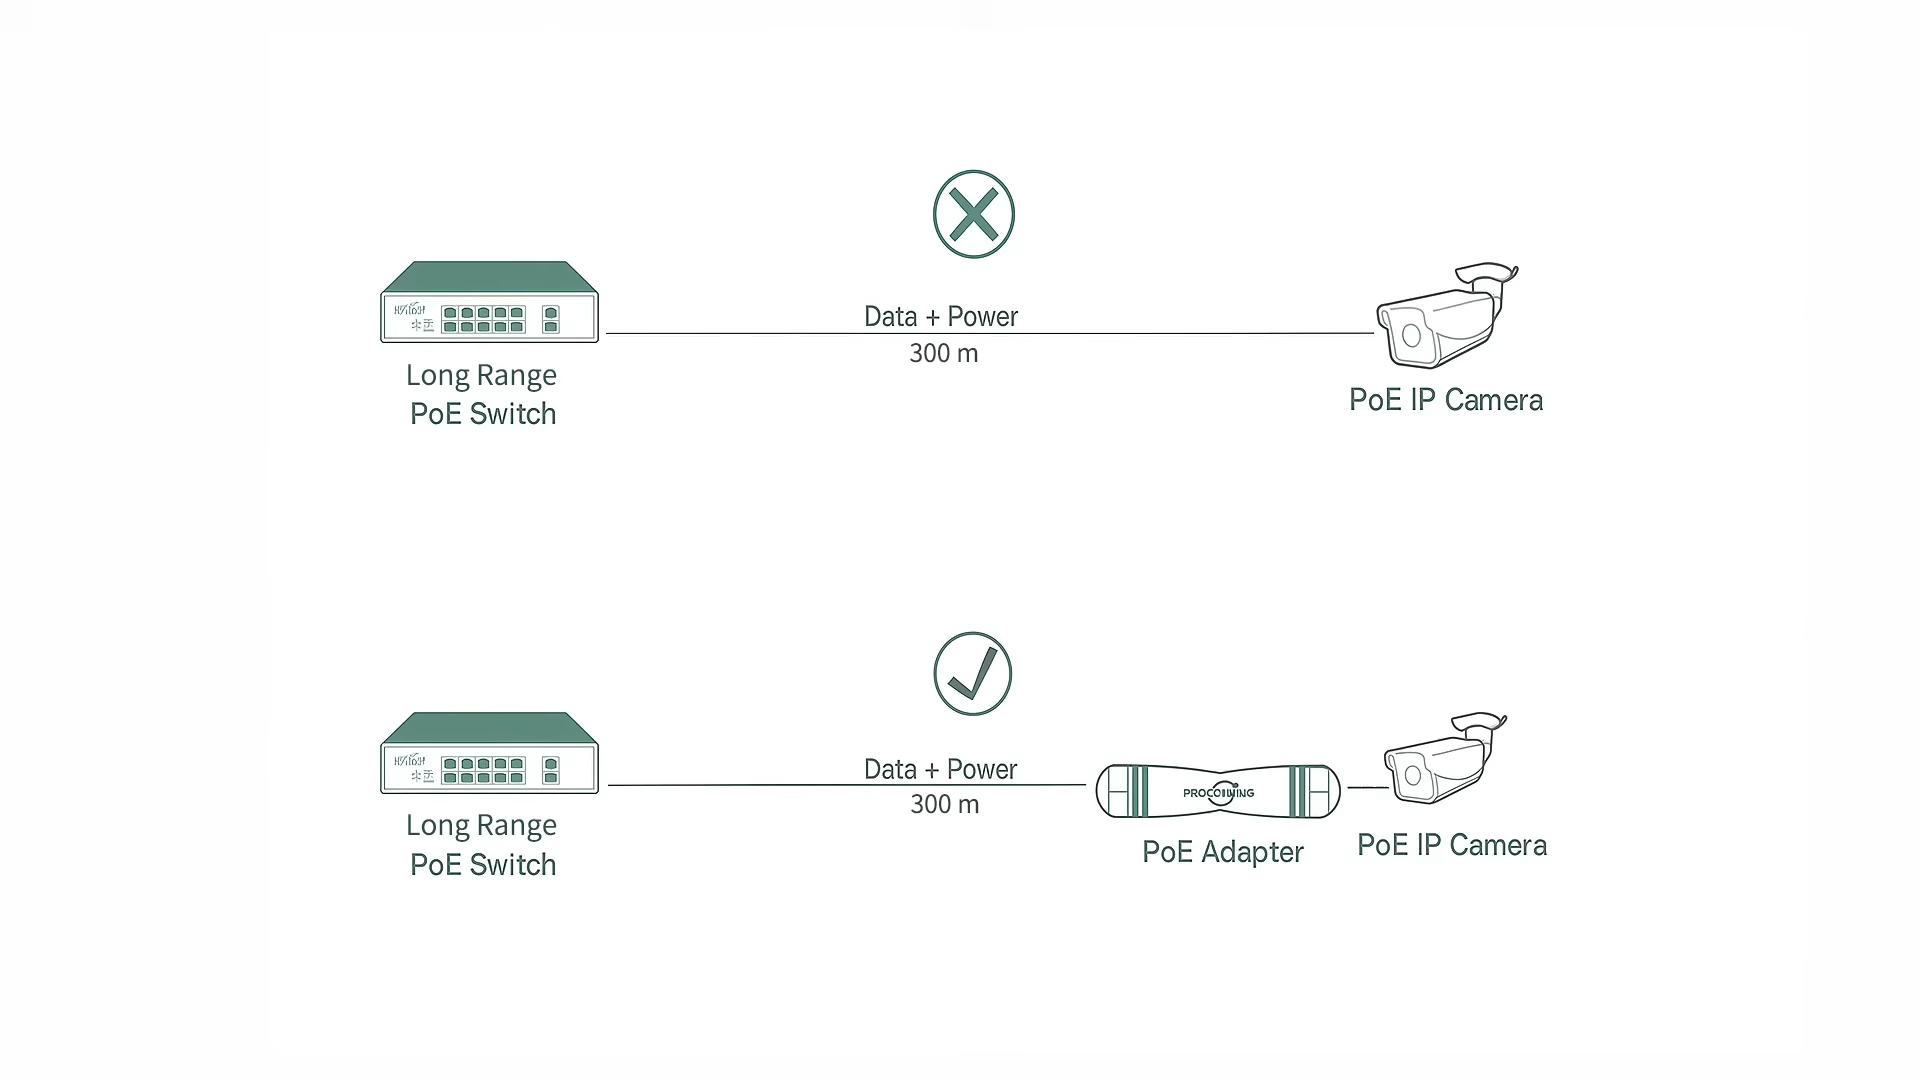 Data + Power
300 m
Long Range
PoE Switch
PoE IP Camera
Data + Power
300 m
Long Range
PoE Switch
PoE Adapter
PoE IP Camera